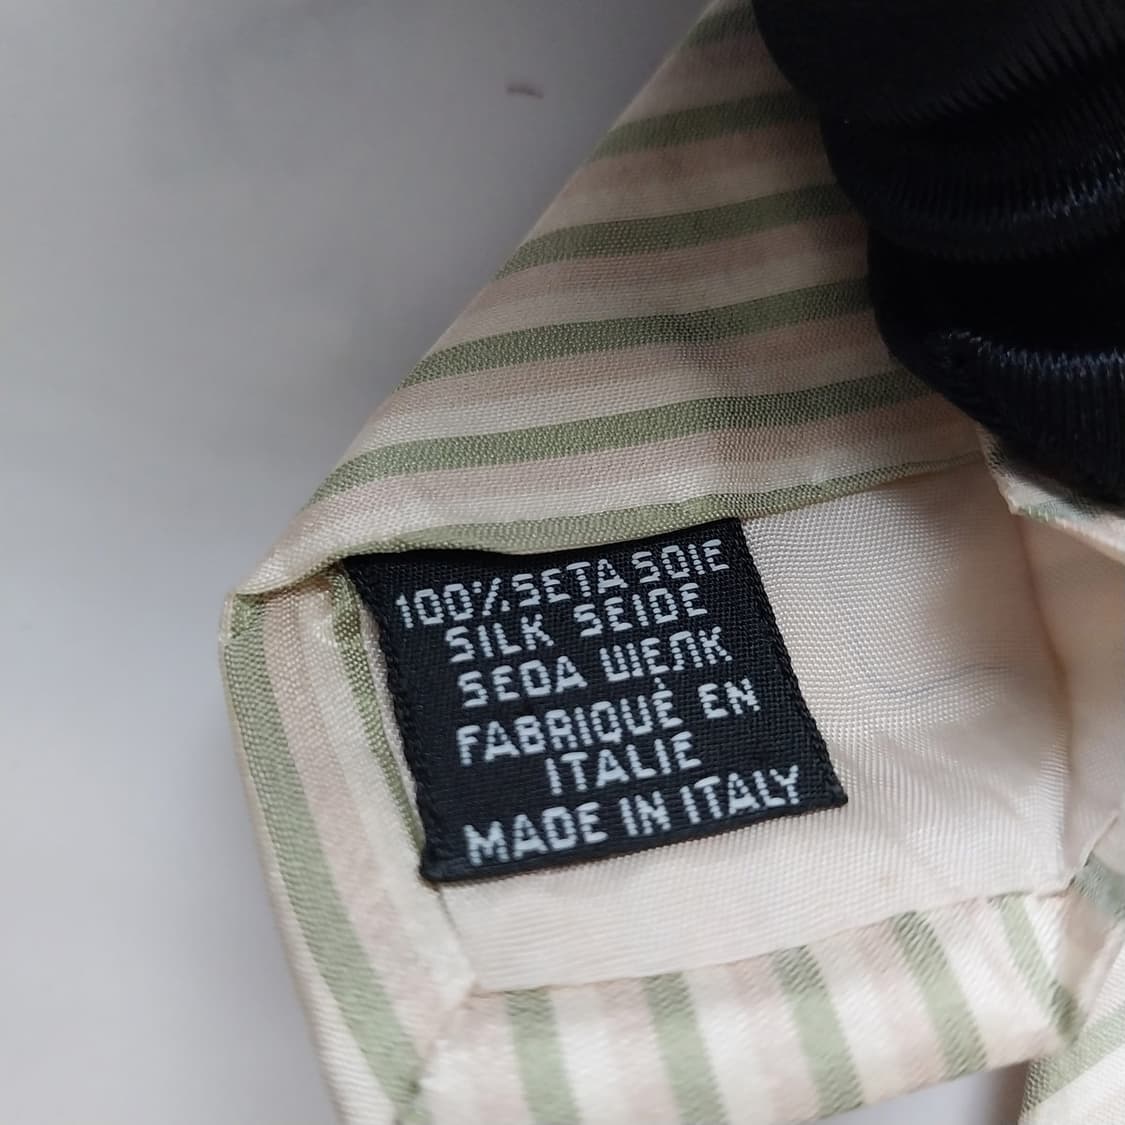 100% SETA SOIE
SILK SEIDE
SEDA ШЕЛК
FABRIQUÉ EN
ITALIE
MADE IN ITALY